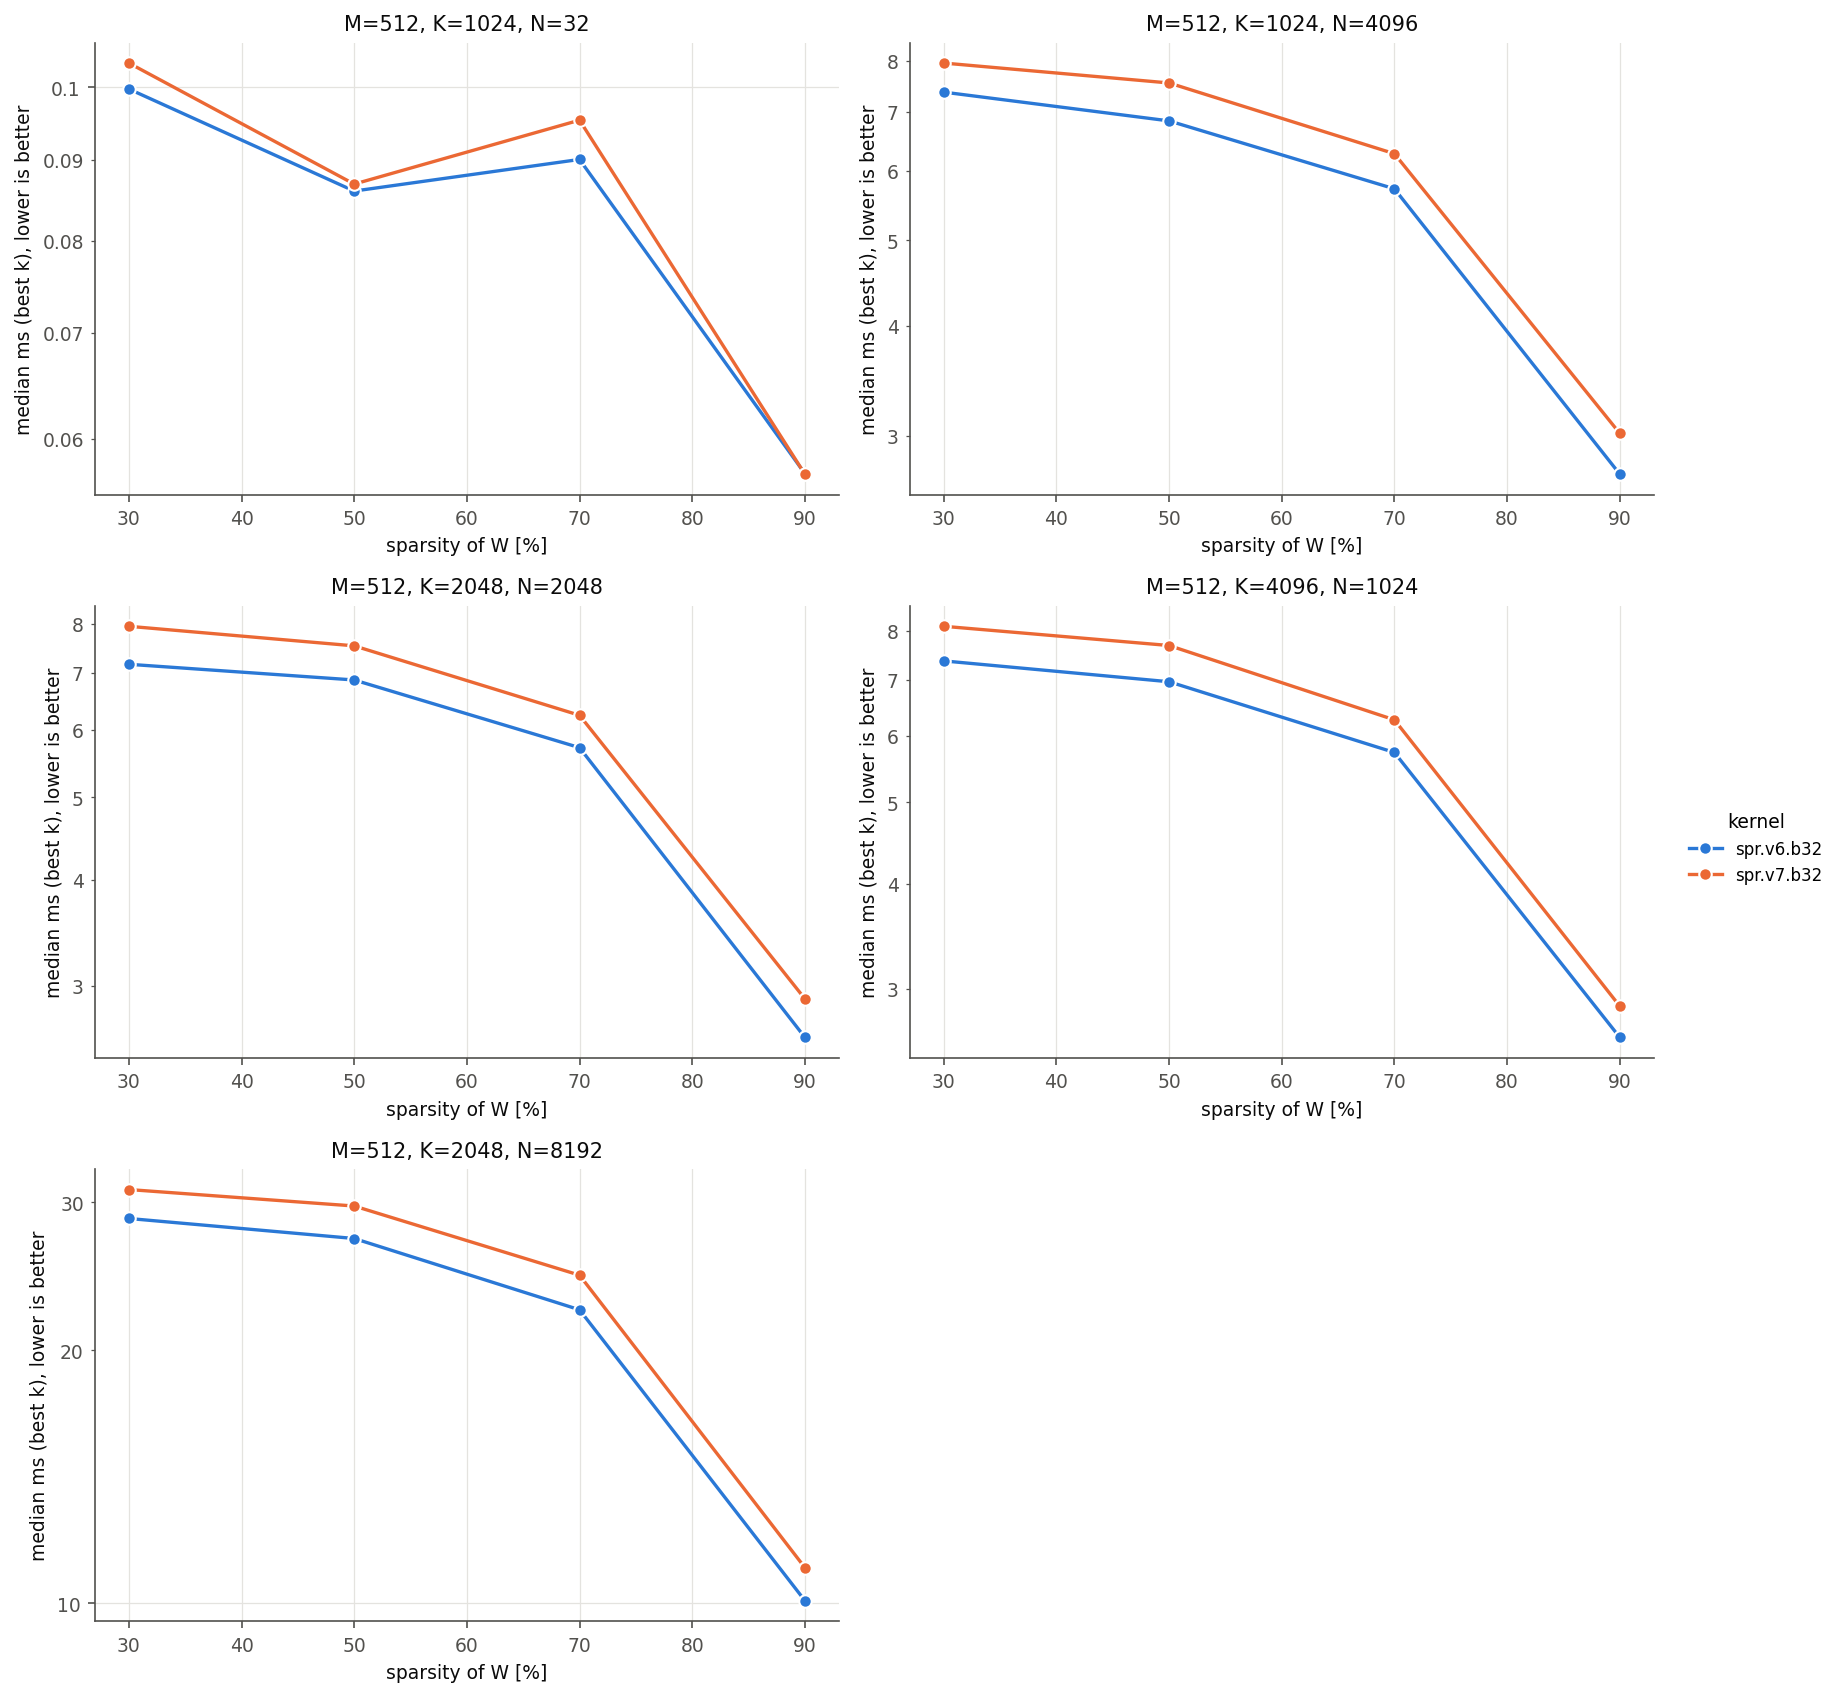 M=512, K=1024, N=32
median ms (best k), lower is better
0.1
0.09
0.08
0.07
0.06
30 40 50 60 70 80 90
sparsity of W [%]
M=512, K=1024, N=4096
median ms (best k), lower is better
8
7
6
5
4
3
30 40 50 60 70 80 90
sparsity of W [%]
M=512, K=2048, N=2048
median ms (best k), lower is better
8
7
6
5
4
3
30 40 50 60 70 80 90
sparsity of W [%]
M=512, K=4096, N=1024
median ms (best k), lower is better
8
7
6
5
4
3
30 40 50 60 70 80 90
sparsity of W [%]
kernel
spr.v6.b32
spr.v7.b32
M=512, K=2048, N=8192
median ms (best k), lower is better
30
20
10
30 40 50 60 70 80 90
sparsity of W [%]